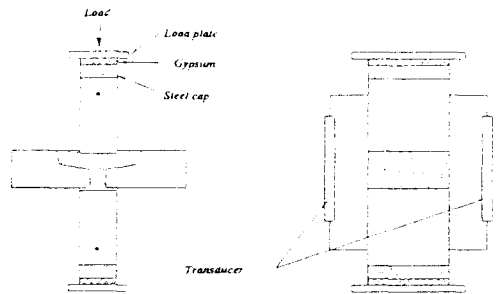 Load
Load plate
Gypsum
Steel cap
Transducer